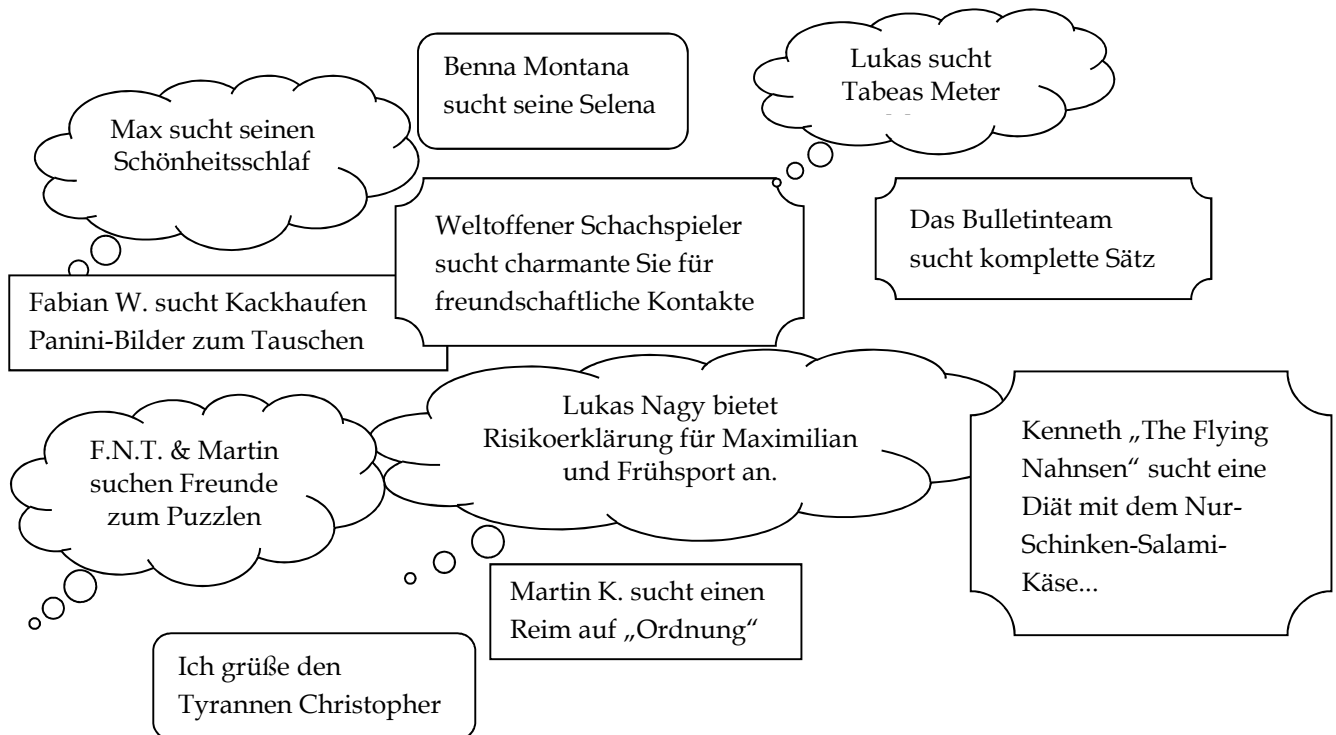 Benna Montana
sucht seine Selena
Lukas sucht
Tabeas Meter
Max sucht seinen
Schönheitsschlaf
Weltoffener Schachspieler
sucht charmante Sie für
freundschaftliche Kontakte
Das Bulletinteam
sucht komplette Sätz
Fabian W. sucht Kackhaufen
Panini-Bilder zum Tauschen
Lukas Nagy bietet
Risikoerklärung für Maximilian
und Frühsport an.
Kenneth „The Flying
Nahnsen“ sucht eine
Diät mit dem Nur-
Schinken-Salami-
Käse...
F.N.T. & Martin
suchen Freunde
zum Puzzlen
Martin K. sucht einen
Reim auf „Ordnung“
Ich grüße den
Tyrannen Christopher